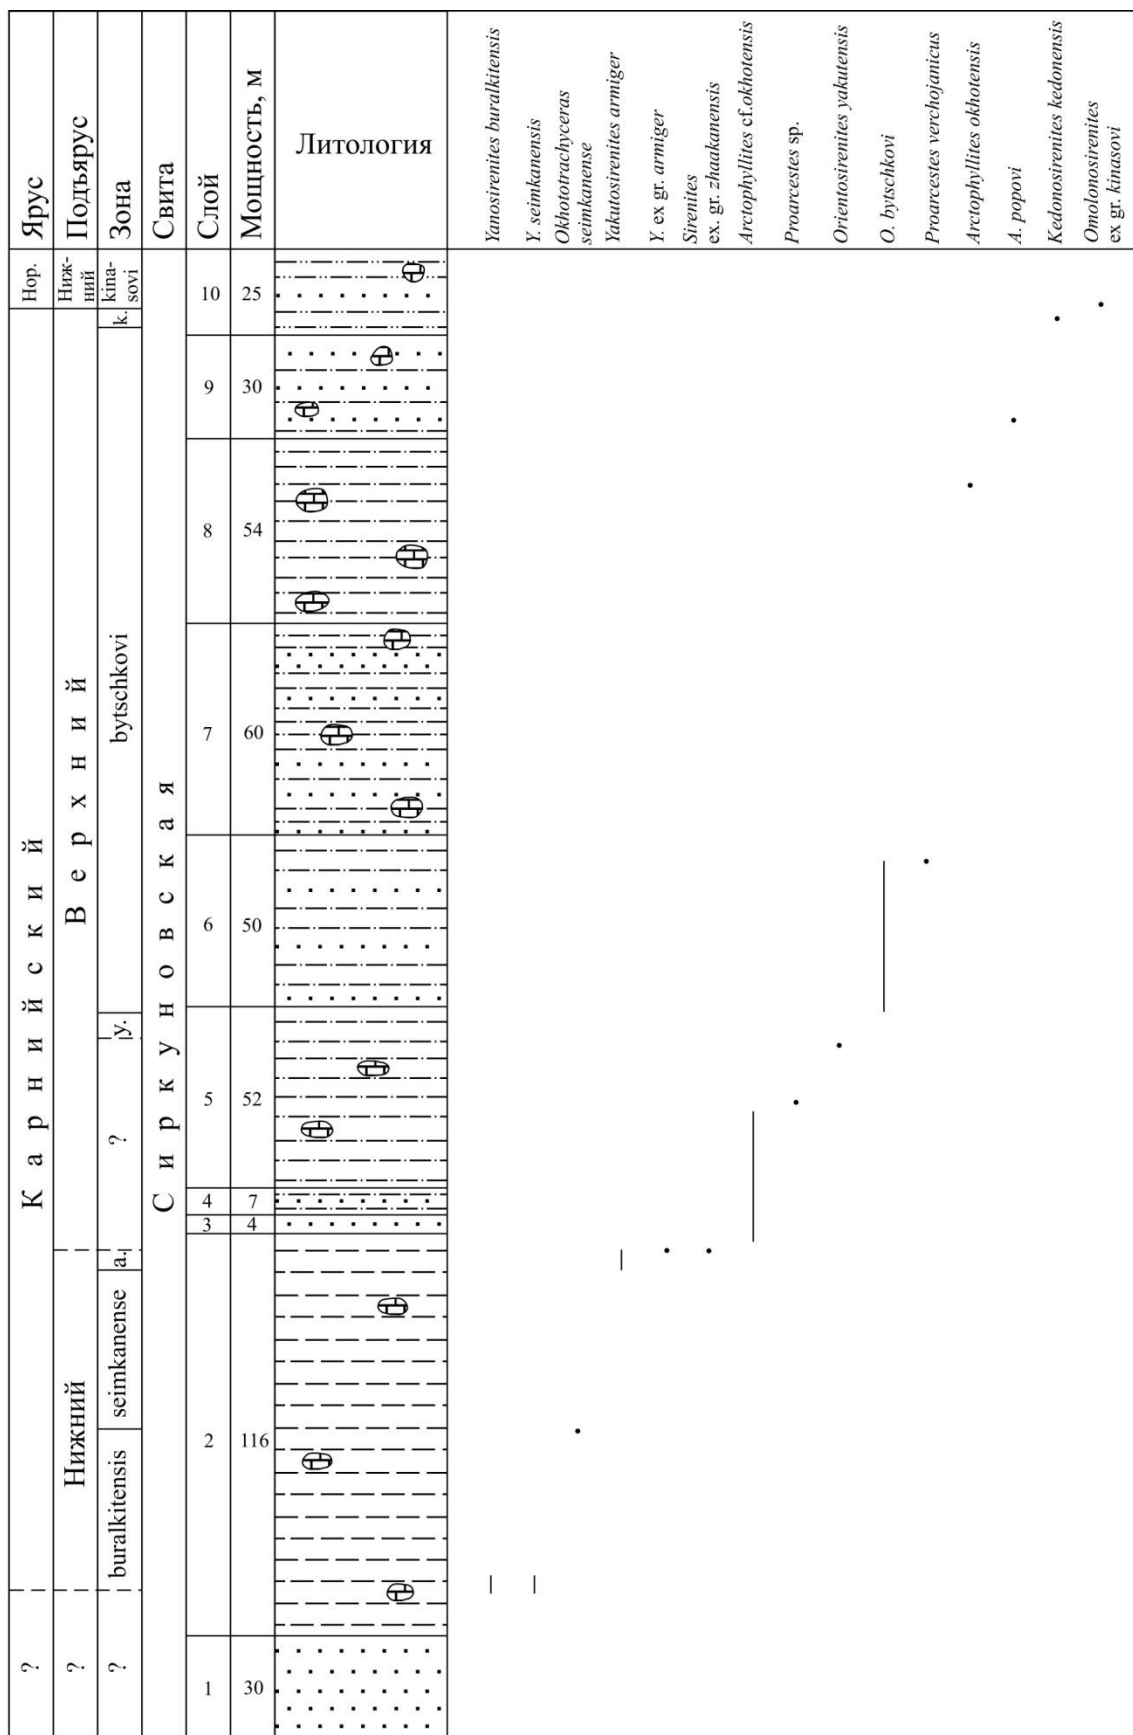 Ярус
Подъярус
Зона
Свита
Слой
Мощность, м
Литология
Yanosirenites buralkitensis
Y. seimkanensis
Okhototrachyceras
seimkanense
Yakutosirenites armiger
Y. ex gr. armiger
Sirenites
ex. gr. zhaakanensis
Arctophyllites cf.okhotensis
Proarcestes sp.
Orientosirenites yakutensis
O. bytschkovi
Proarcestes verchojanicus
Arctophyllites okhotensis
A. popovi
Kedonosirenites kedonensis
Omolonosirenites
ex gr. kinasovi
Нор.
Ниж-
ний
kina-
sovi
10
25
k.
9
30
8
54
bytschkovi
Верхний
7
60
Карнийский
Сиркуновская
6
50
y.
5
52
?
4
7
3
4
a.
seimkanense
Нижний
2
116
buralkitensis
?
?
?
1
30